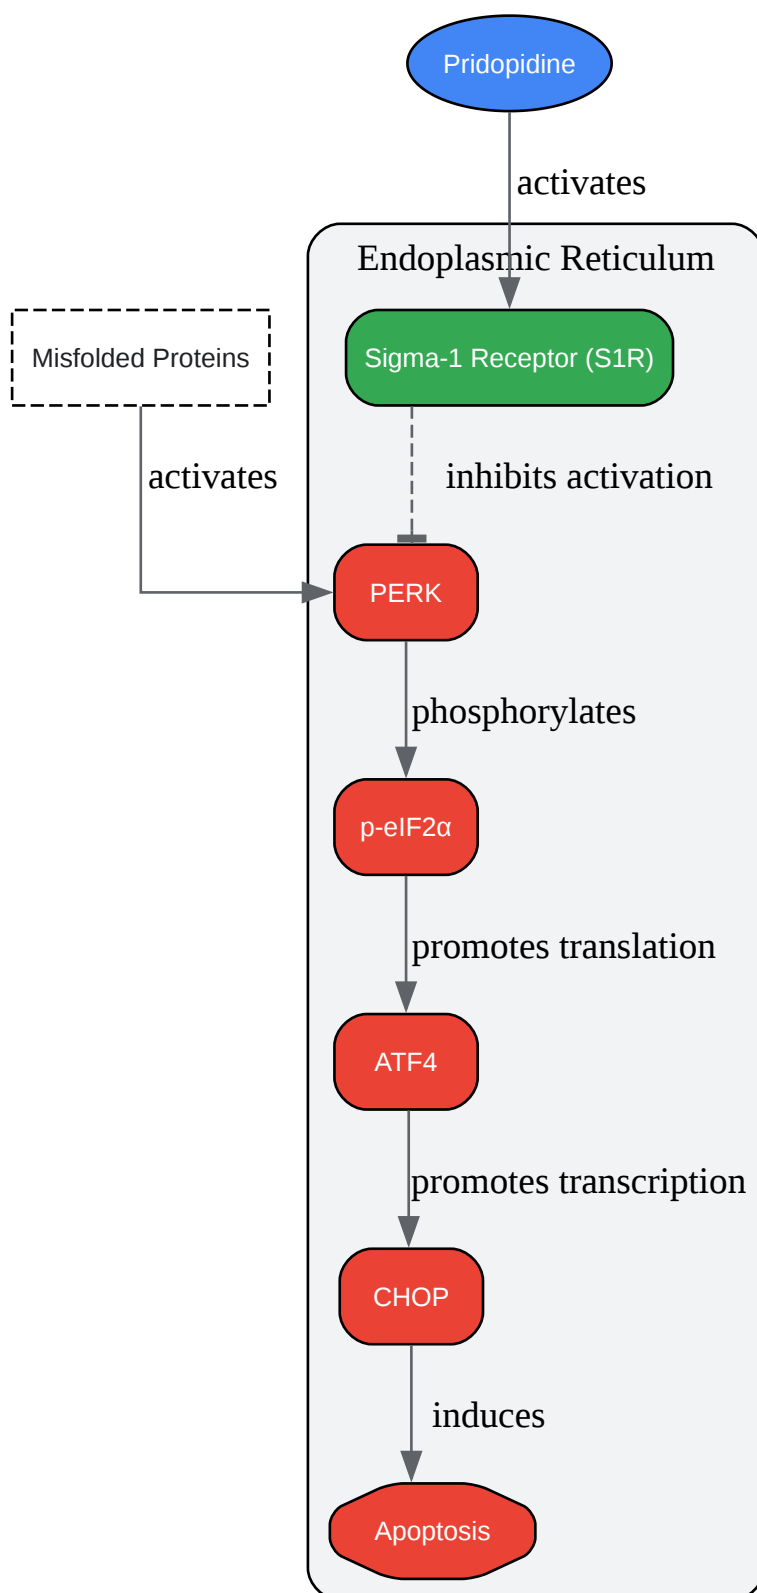 Pridopidine
activates
Endoplasmic Reticulum
Misfolded Proteins
Sigma-1 Receptor (S1R)
activates
inhibits activation
PERK
phosphorylates
p-eIF2α
promotes translation
ATF4
promotes transcription
CHOP
induces
Apoptosis